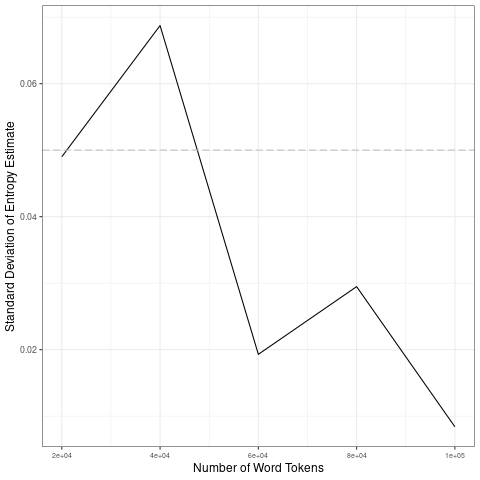 Standard Deviation of Entropy Estimate
0.06
0.04
0.02
2e+04 4e+04 6e+04 8e+04 1e+05
Number of Word Tokens